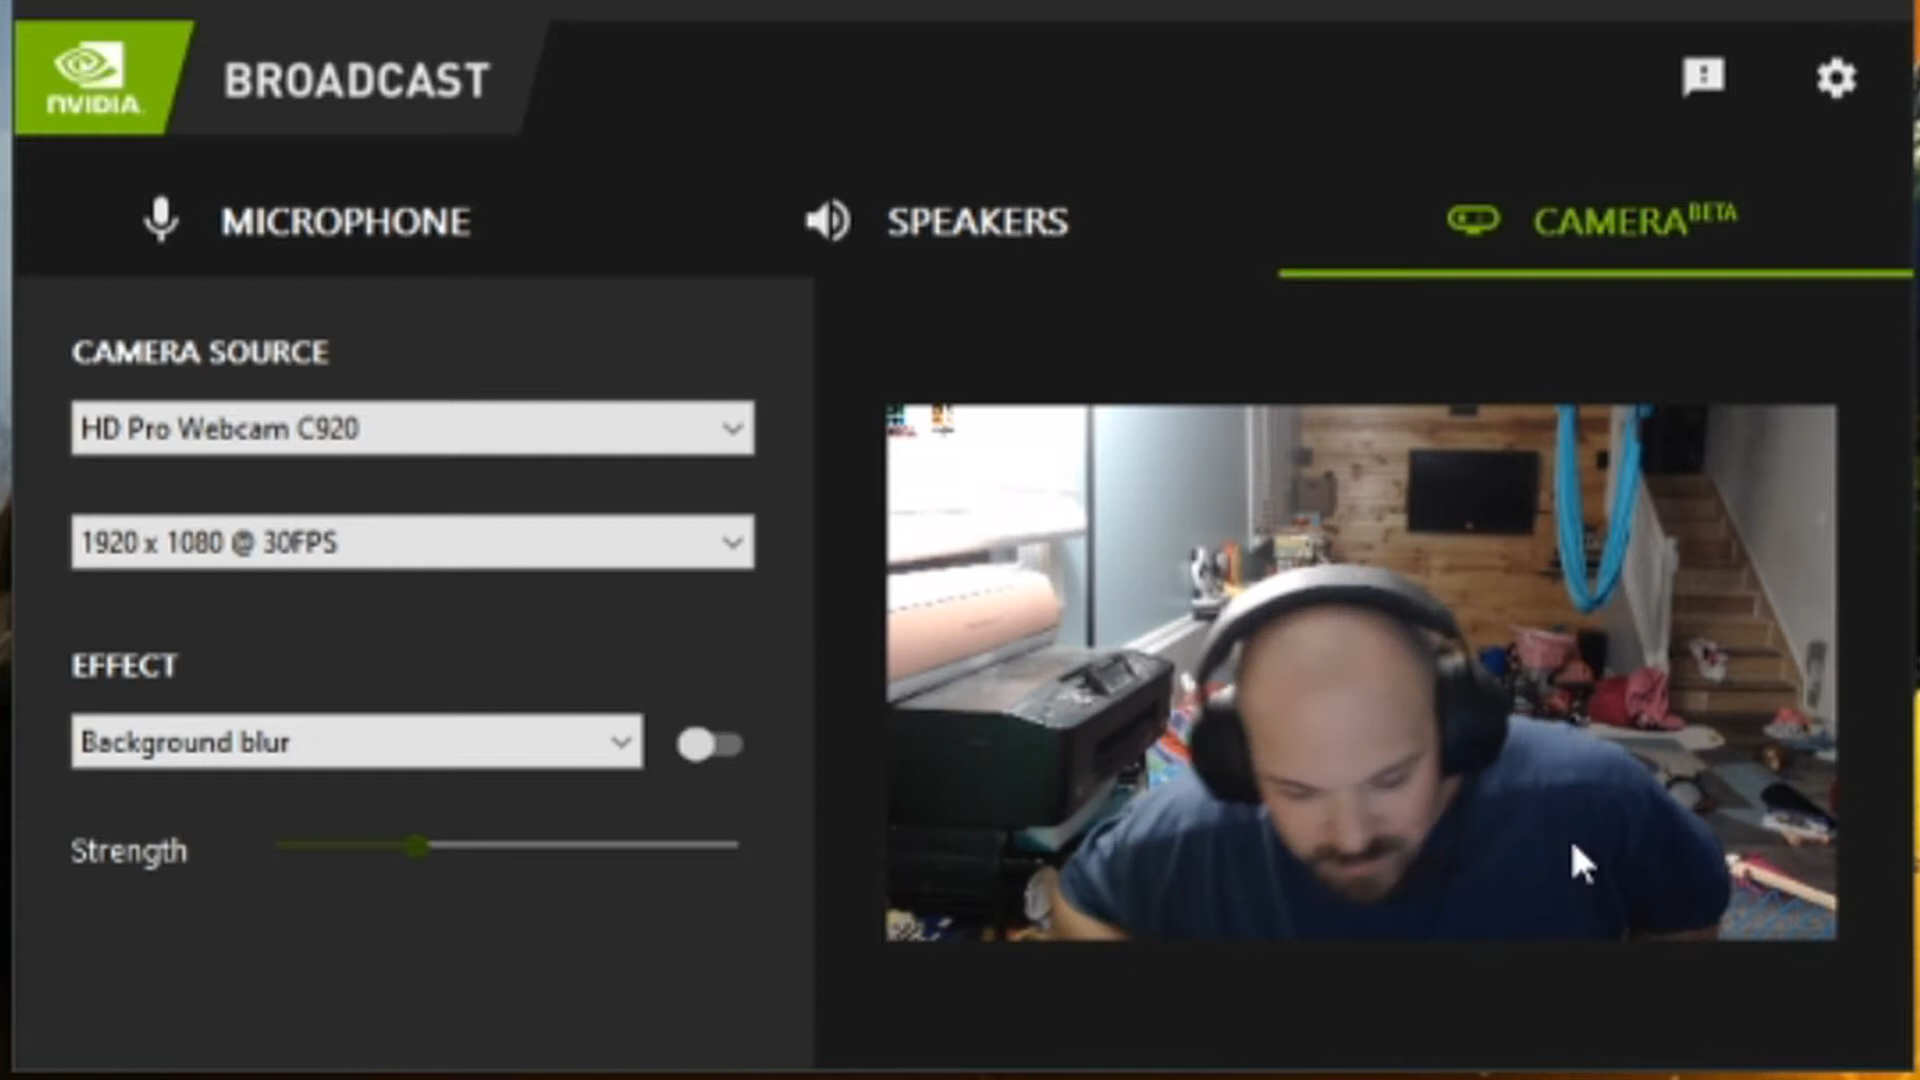 NVIDIA.
BROADCAST
MICROPHONE
SPEAKERS
CAMERA BETA
CAMERA SOURCE
HD Pro Webcam C920
1920 x 1080 @ 30FPS
EFFECT
Background blur
Strength